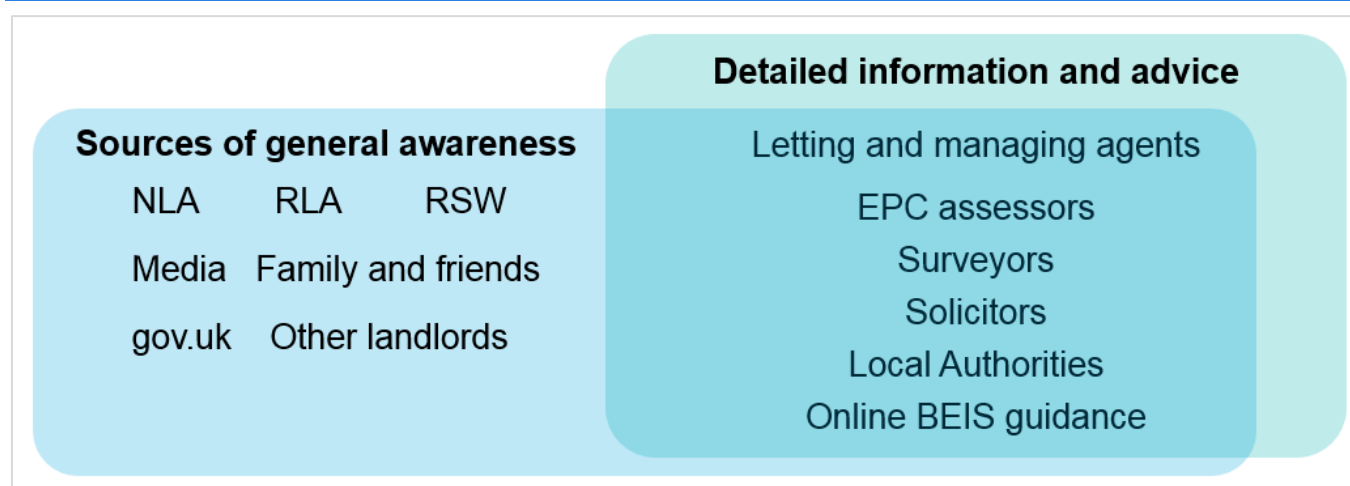 Detailed information and advice
Sources of general awareness
NLA RLA RSW
Media Family and friends
gov.uk Other landlords
Letting and managing agents
EPC assessors
Surveyors
Solicitors
Local Authorities
Online BEIS guidance